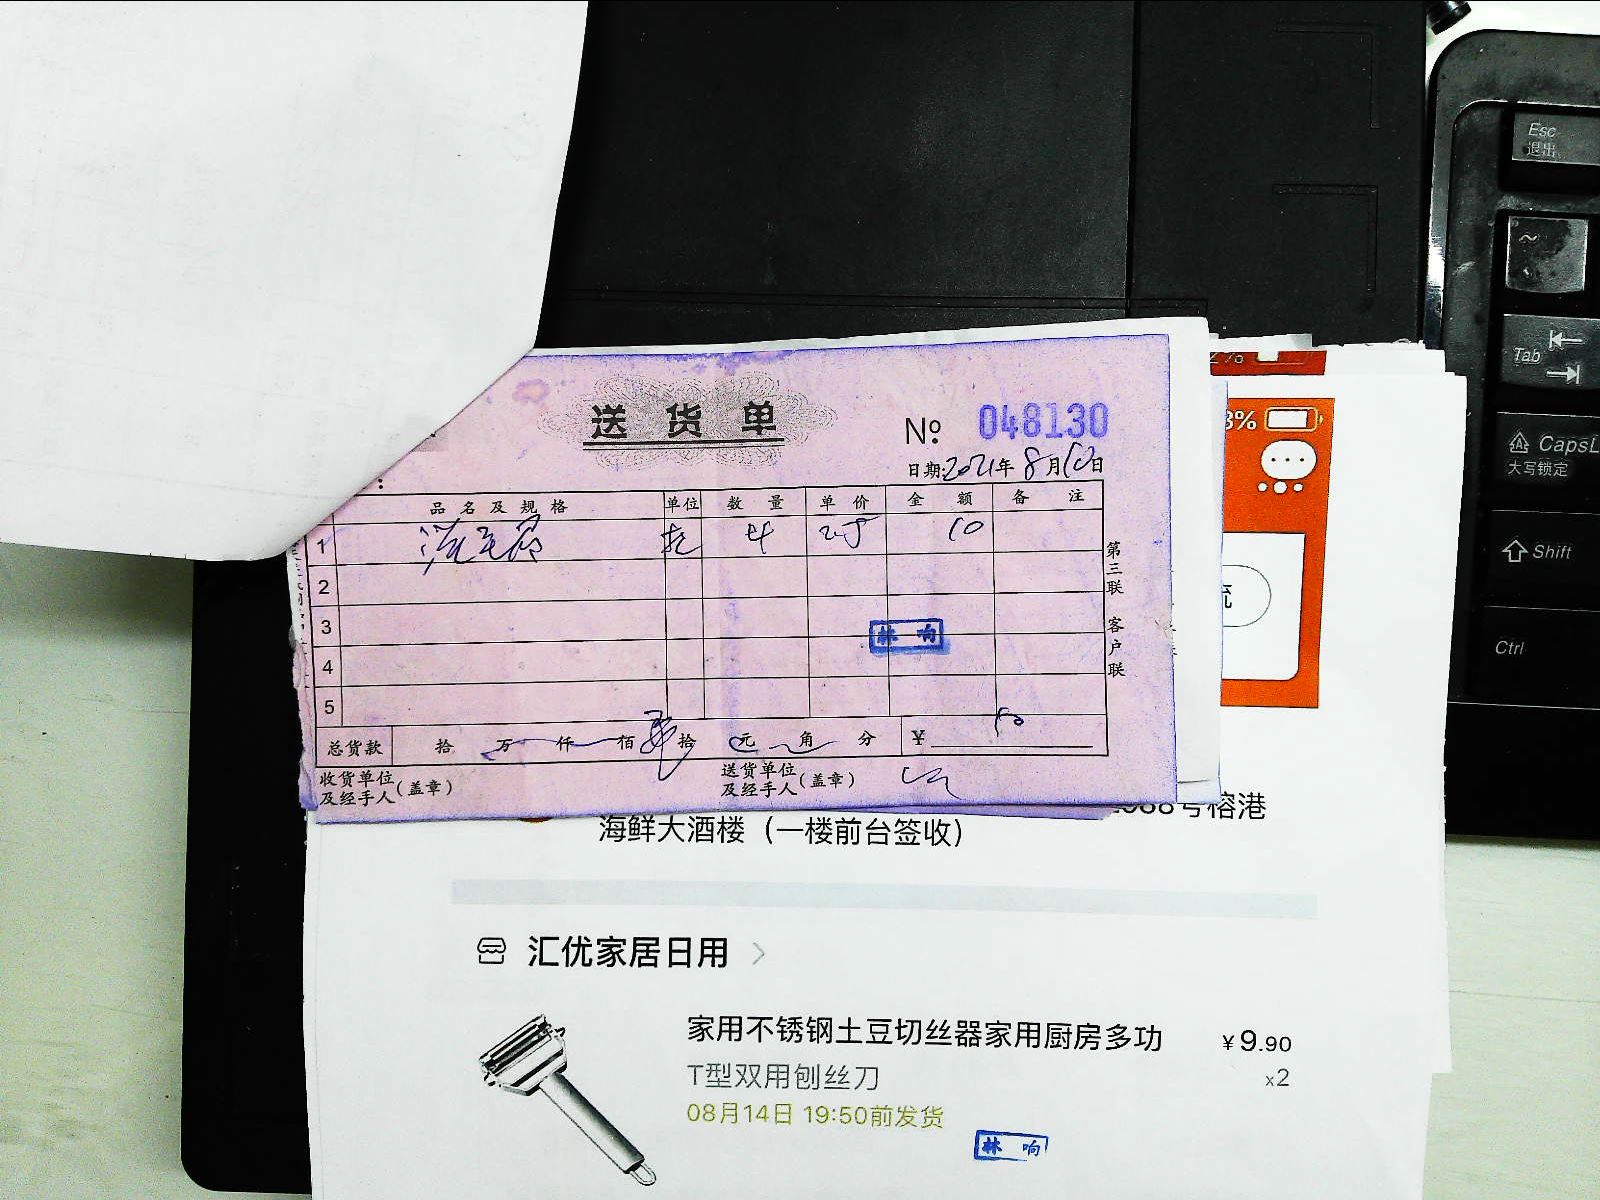 送货单
№ 048130
日期:2021年8月10日
品名及规格 单位 数量 单价 金额 备注
1 4 2.5 10
2
3
林响
4
5
总货款 拾 万 仟 佰 拾 元 角 分 ¥ 10
收货单位及经手人(盖章)
送货单位及经手人(盖章)
第三联 客户联
3%
号榕港
海鲜大酒楼（一楼前台签收）
汇优家居日用 >
家用不锈钢土豆切丝器家用厨房多功 ¥9.90
T型双用刨丝刀 x2
08月14日 19:50前发货
林响
Esc
退出
~
Tab
CapsL
大写锁定
Shift
Ctrl